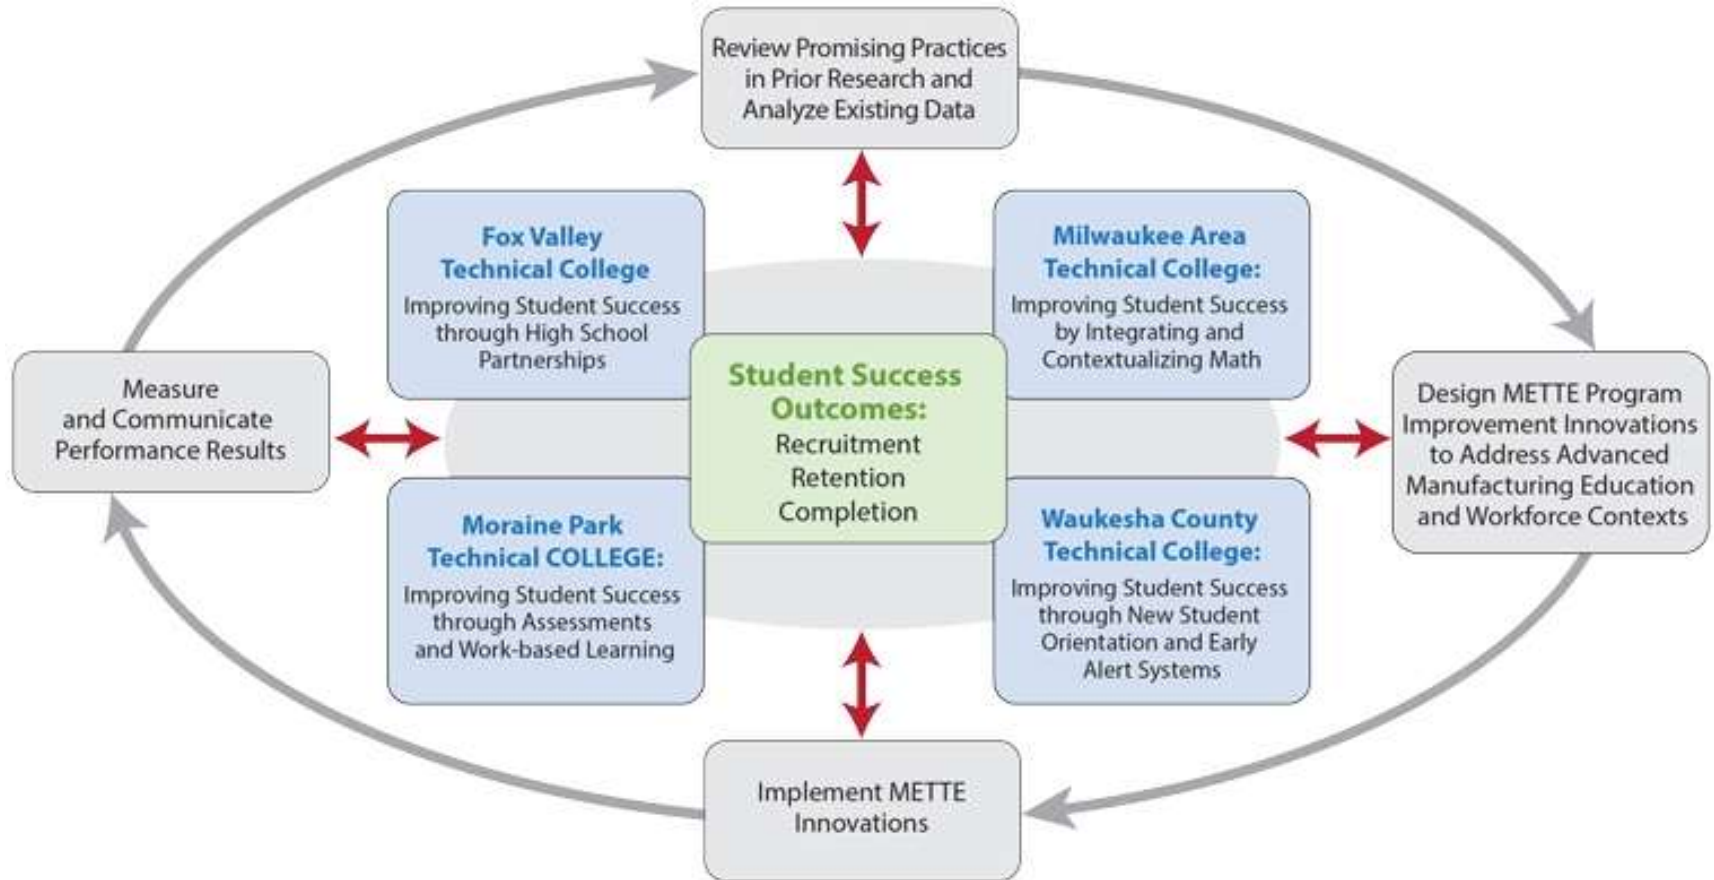 Review Promising Practices
in Prior Research and
Analyze Existing Data
Fox Valley
Technical College
Improving Student Success
through High School
Partnerships
Milwaukee Area
Technical College:
Improving Student Success
by Integrating and
Contextualizing Math
Measure
and Communicate
Performance Results
Student Success
Outcomes:
Recruitment
Retention
Completion
Design METTE Program
Improvement Innovations
to Address Advanced
Manufacturing Education
and Workforce Contexts
Moraine Park
Technical COLLEGE:
Improving Student Success
through Assessments
and Work-based Learning
Waukesha County
Technical College:
Improving Student Success
through New Student
Orientation and Early
Alert Systems
Implement METTE
Innovations